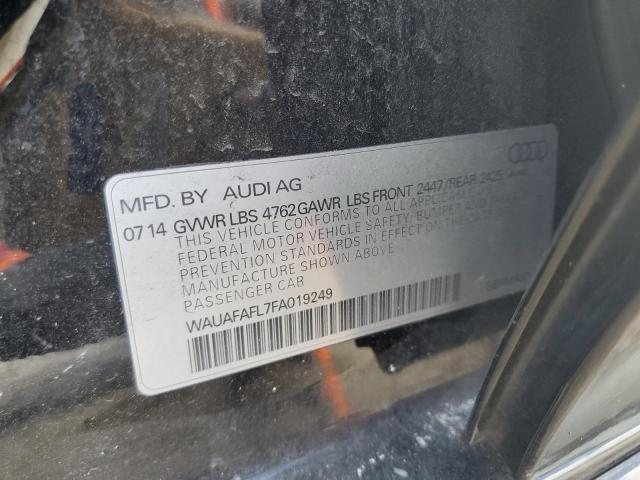 MFD. BY AUDI AG
07 14 GVWR LBS 4762 GAWR LBS FRONT 2447/REAR 2425
THIS VEHICLE CONFORMS TO ALL APPLICABLE
FEDERAL MOTOR VEHICLE SAFETY, BUMPER AND THEFT
PREVENTION STANDARDS IN EFFECT ON THE DATE OF
MANUFACTURE SHOWN ABOVE.
PASSENGER CAR
WAUAFAFL7FA019249
GERMANY
Audi